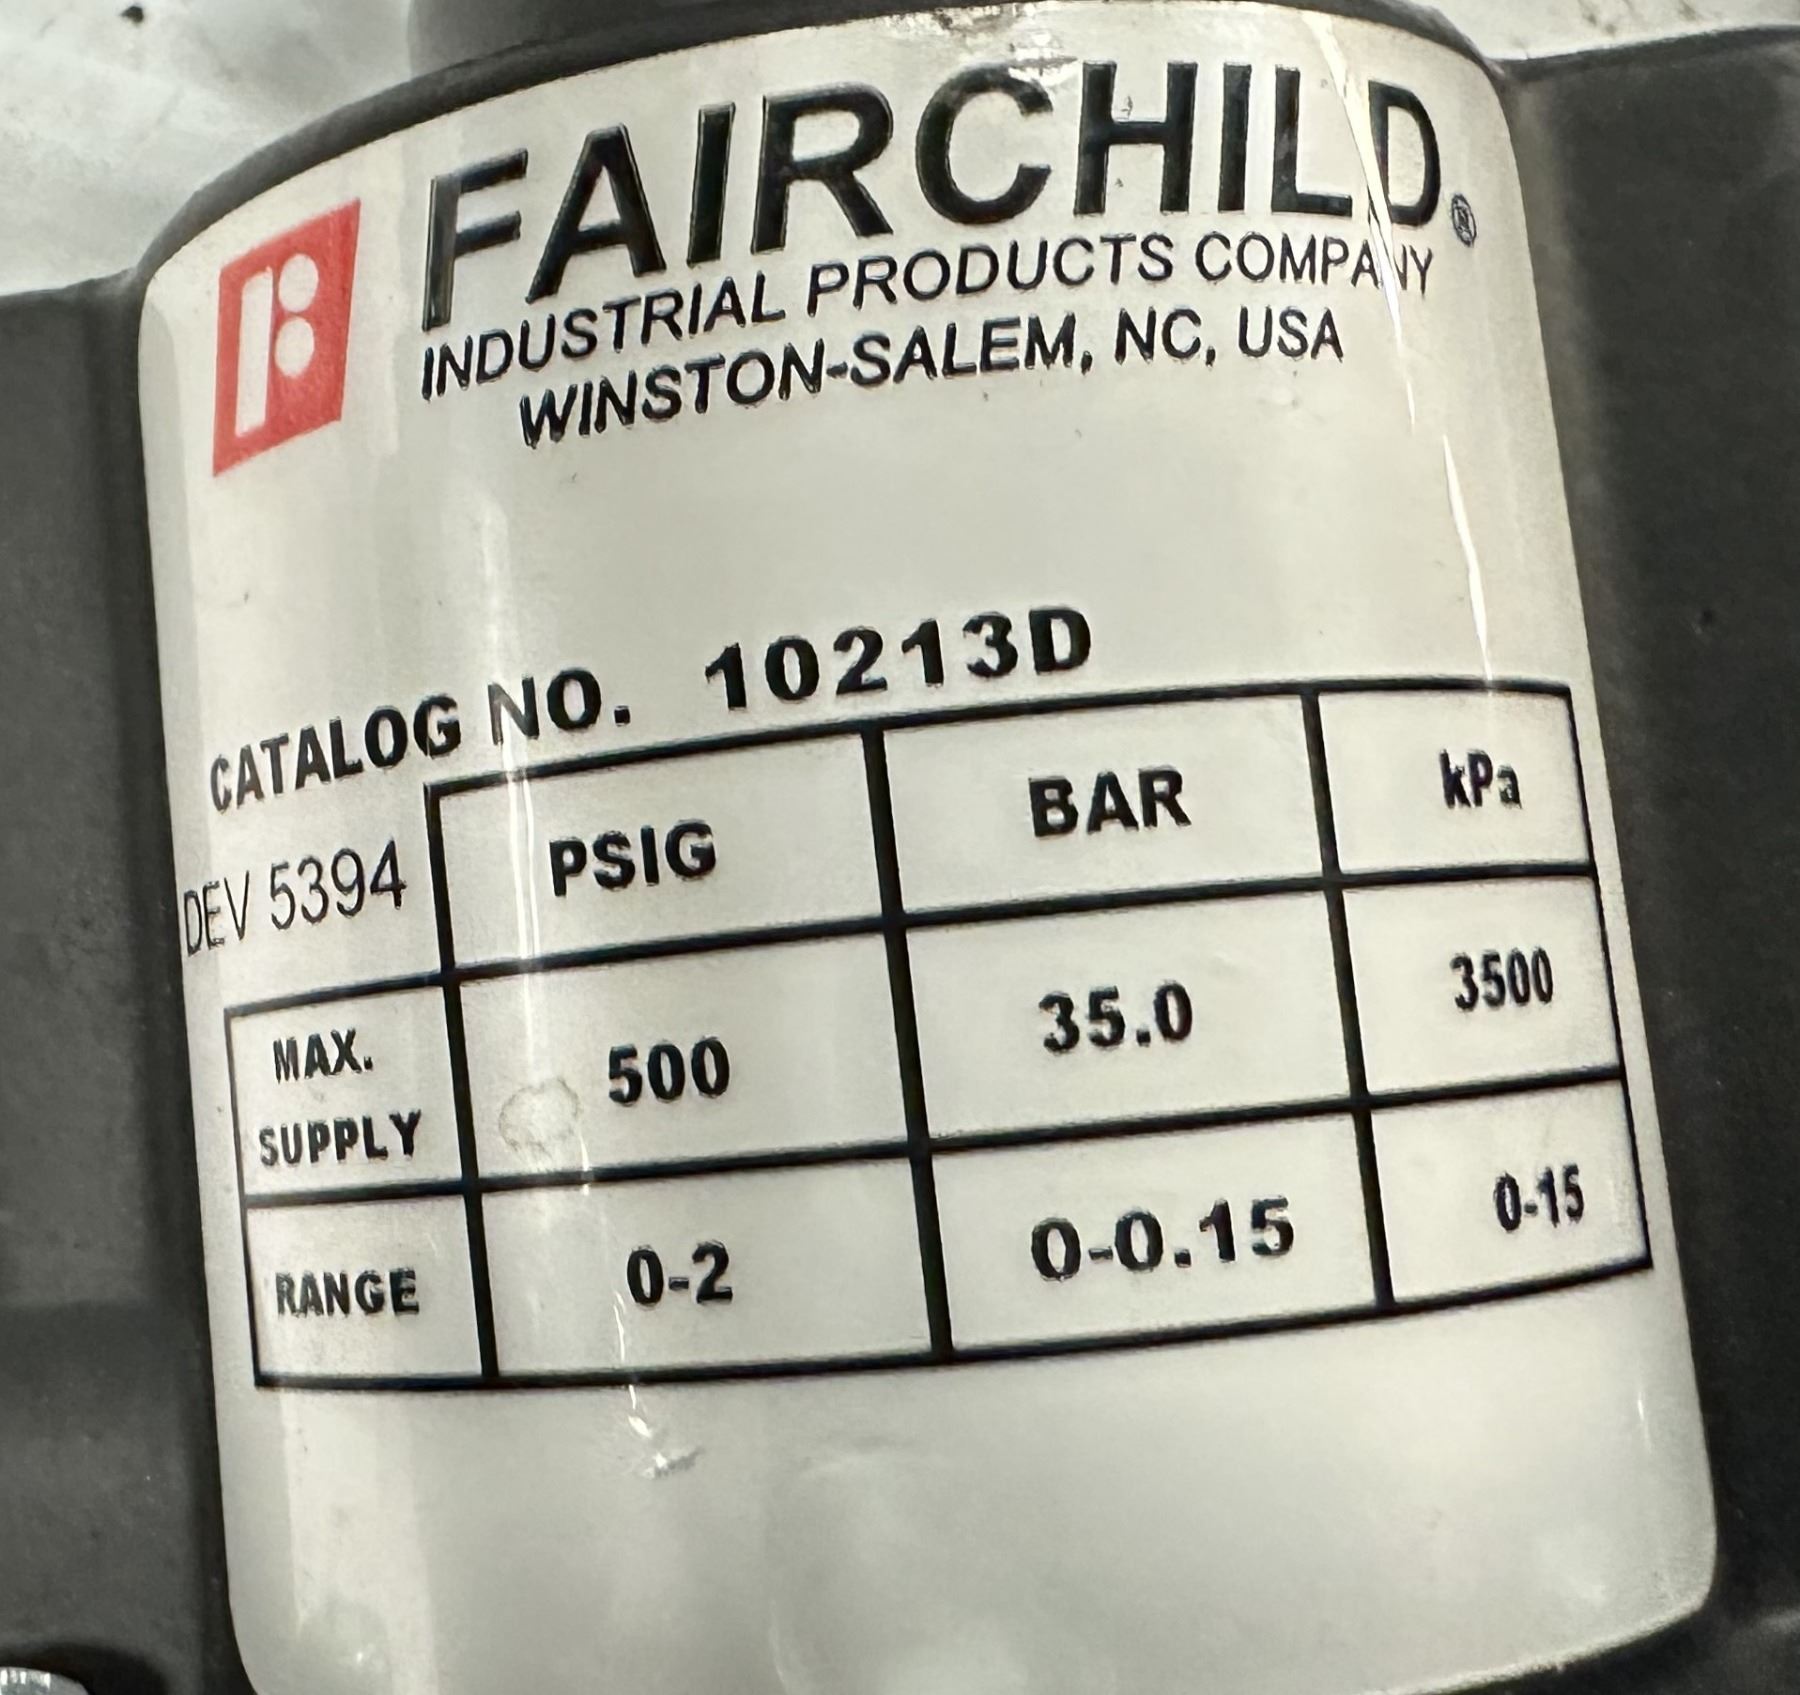 FAIRCHILD®
INDUSTRIAL PRODUCTS COMPANY
WINSTON-SALEM, NC, USA
CATALOG NO. 10213D
DEV 5394 PSIG BAR kPa
MAX. SUPPLY 500 35.0 3500
RANGE 0-2 0-0.15 0-15